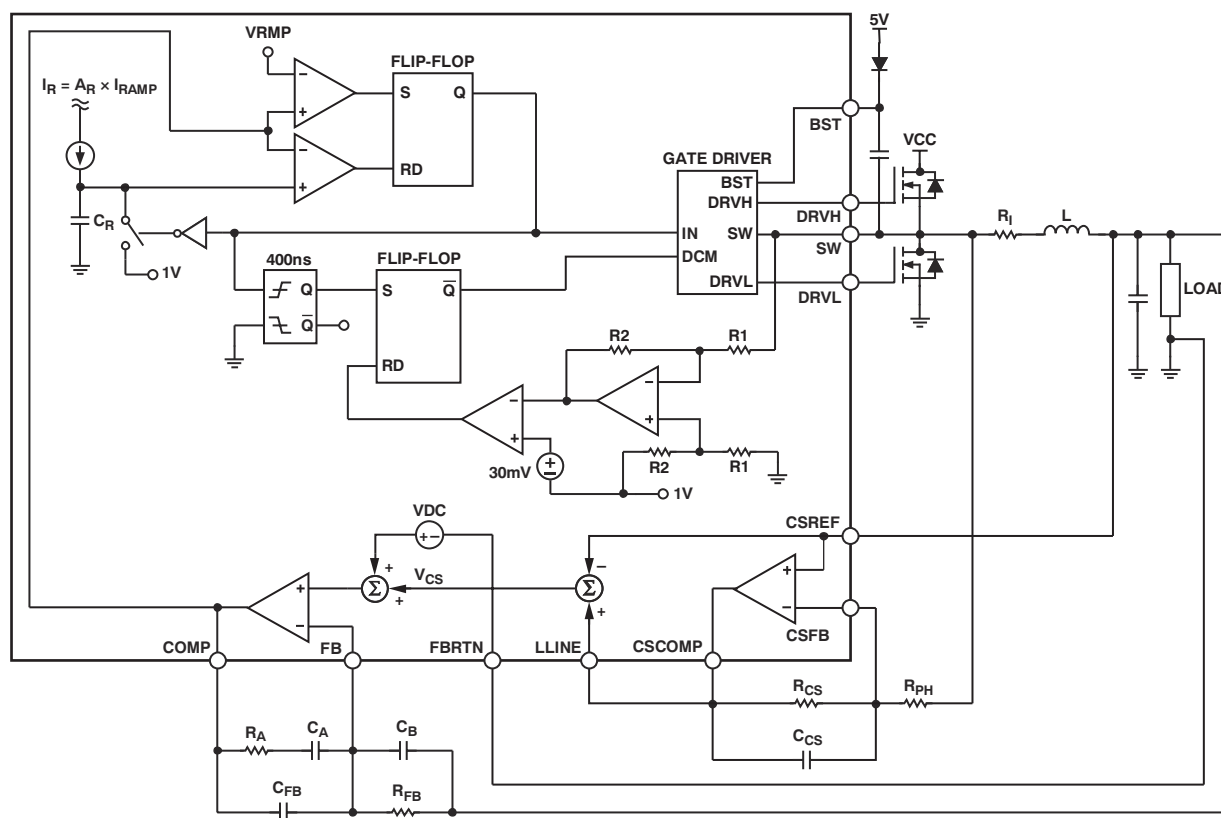 5V
VRMP
FLIP-FLOP
I_R = A_R × I_RAMP
S Q
BST
VCC
GATE DRIVER
RD
BST
DRVH
DRVH
R_I L
C_R
IN SW
SW
DCM
1V
400ns
FLIP-FLOP
Q
S Q̅
DRVL
DRVL
LOAD
Q̅
R2 R1
RD
−
+
−
+
30mV
R2 R1
1V
VDC
+ −
CSREF
+
−
+
V_CS
Σ
Σ
+
+
−
+
−
COMP FB FBRTN LLINE CSCOMP
CSFB
R_CS R_PH
R_A C_A C_B
C_CS
C_FB R_FB